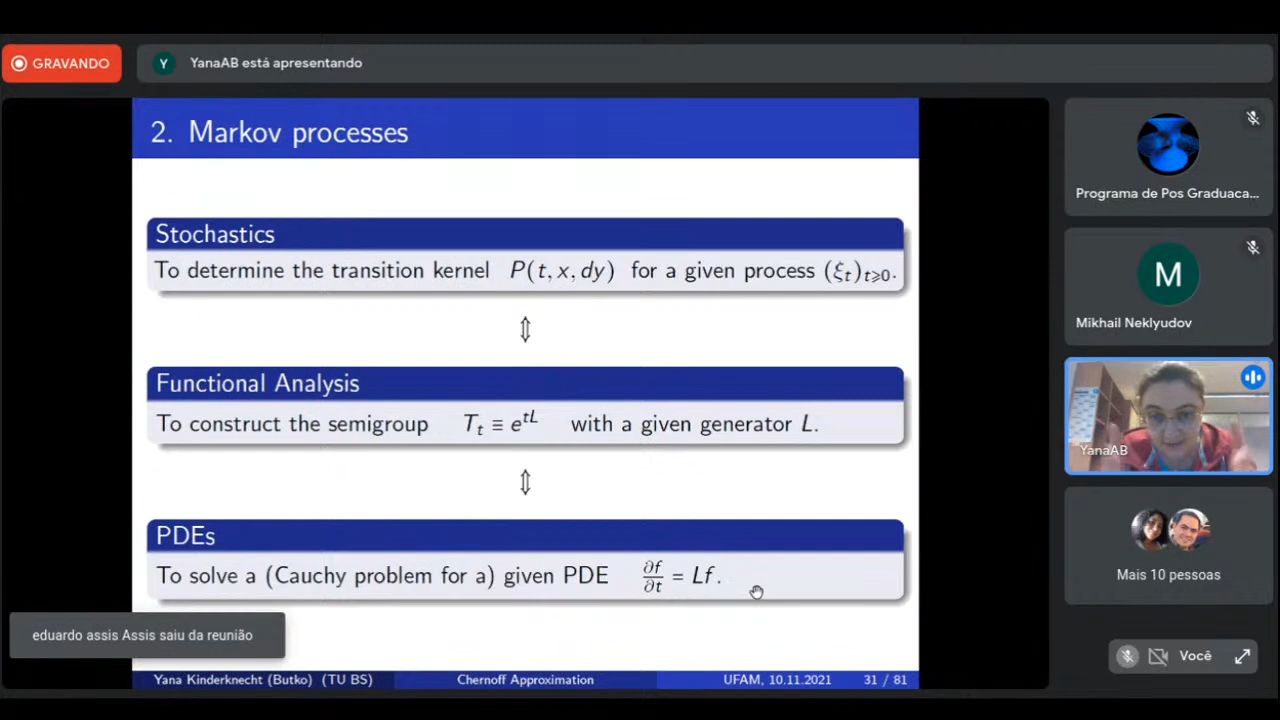 GRAVANDO
Y YanaAB está apresentando
2. Markov processes
Stochastics
To determine the transition kernel P(t, x, dy) for a given process (ξₜ)ₜ⩾₀.
⇕
Functional Analysis
To construct the semigroup Tₜ ≡ eᵗᴸ with a given generator L.
⇕
PDEs
To solve a (Cauchy problem for a) given PDE ∂f/∂t = Lf.
Yana Kinderknecht (Butko) (TU BS) Chernoff Approximation UFAM, 10.11.2021 31 / 81
eduardo assis Assis saiu da reunião
Programa de Pos Graduaca...
M
Mikhail Neklyudov
YanaAB
Mais 10 pessoas
Você